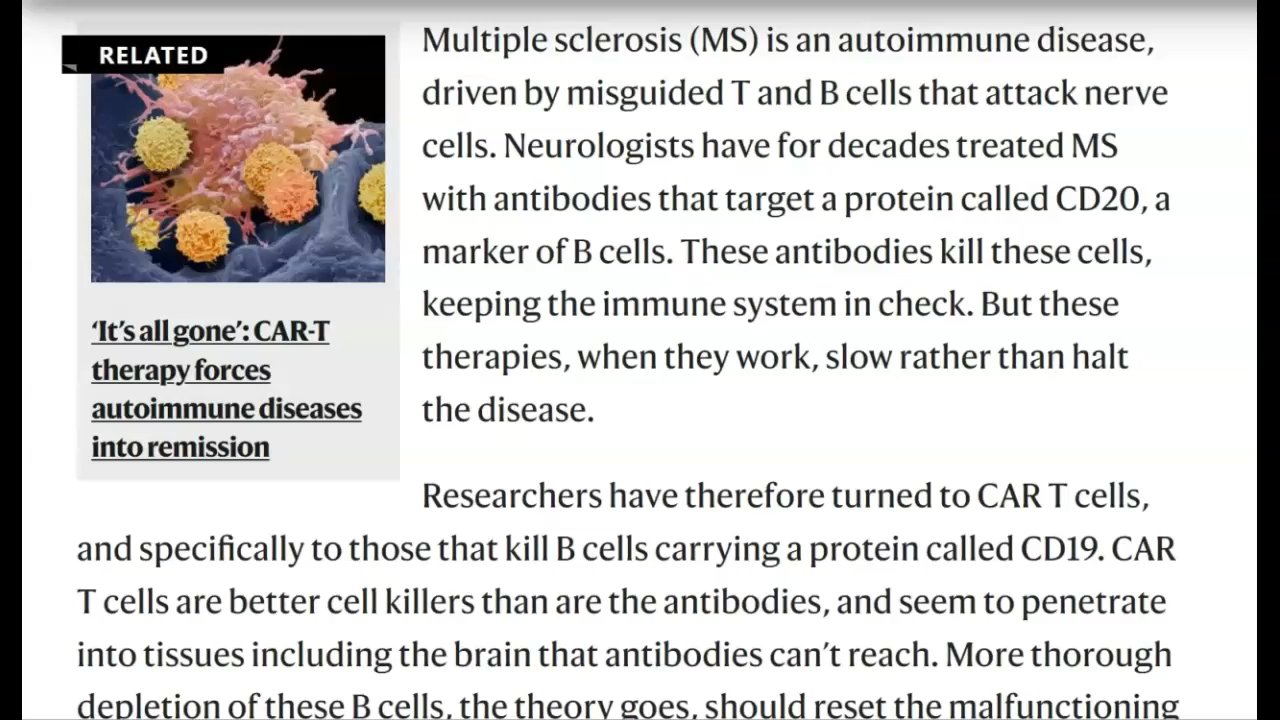 RELATED
‘It’s all gone’: CAR-T
therapy forces
autoimmune diseases
into remission
Multiple sclerosis (MS) is an autoimmune disease,
driven by misguided T and B cells that attack nerve
cells. Neurologists have for decades treated MS
with antibodies that target a protein called CD20, a
marker of B cells. These antibodies kill these cells,
keeping the immune system in check. But these
therapies, when they work, slow rather than halt
the disease.
Researchers have therefore turned to CAR T cells,
and specifically to those that kill B cells carrying a protein called CD19. CAR
T cells are better cell killers than are the antibodies, and seem to penetrate
into tissues including the brain that antibodies can’t reach. More thorough
depletion of these B cells, the theory goes, should reset the malfunctioning